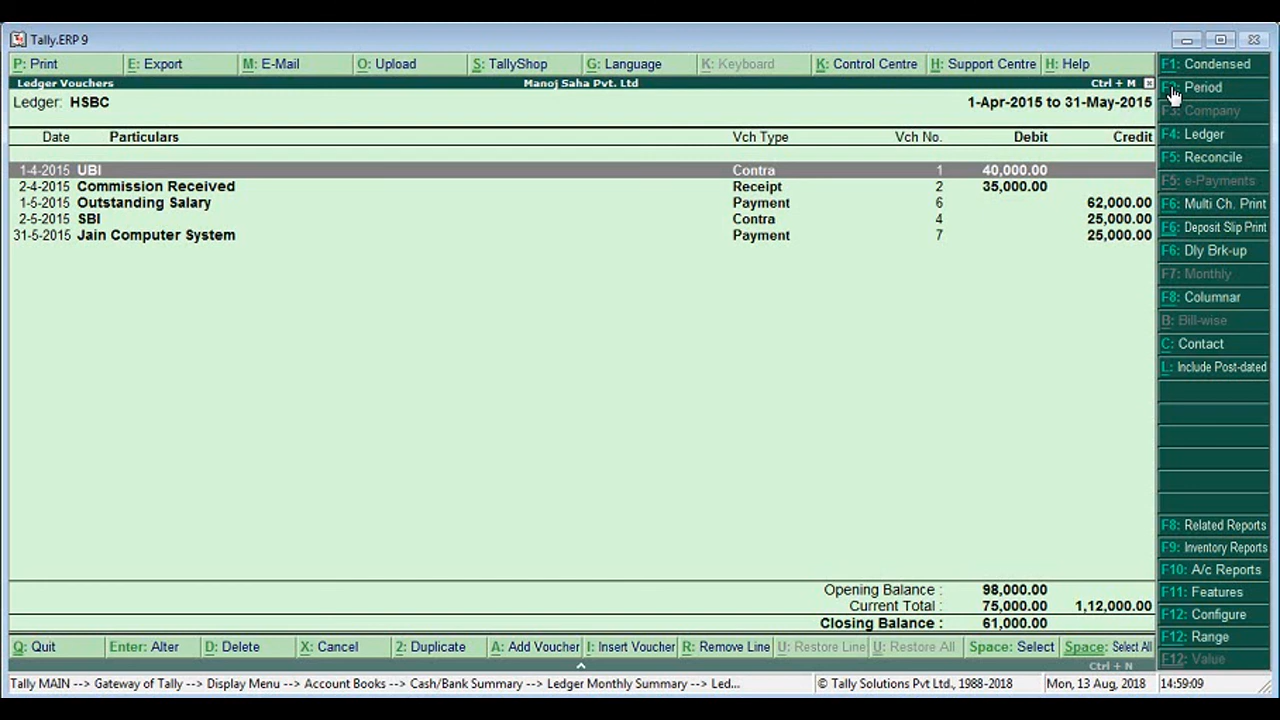 Tally.ERP 9
P: Print E: Export M: E-Mail O: Upload S: TallyShop G: Language K: Keyboard K: Control Centre H: Support Centre H: Help
Ledger Vouchers Manoj Saha Pvt. Ltd Ctrl + M
Ledger: HSBC 1-Apr-2015 to 31-May-2015
Date Particulars Vch Type Vch No. Debit Credit
1-4-2015 UBI Contra 1 40,000.00
2-4-2015 Commission Received Receipt 2 35,000.00
1-5-2015 Outstanding Salary Payment 6 62,000.00
2-5-2015 SBI Contra 4 25,000.00
31-5-2015 Jain Computer System Payment 7 25,000.00
Opening Balance : 98,000.00
Current Total : 75,000.00 1,12,000.00
Closing Balance : 61,000.00
Q: Quit Enter: Alter D: Delete X: Cancel 2: Duplicate A: Add Voucher I: Insert Voucher R: Remove Line U: Restore Line U: Restore All Space: Select Space: Select All
Ctrl + N
Tally MAIN --> Gateway of Tally --> Display Menu --> Account Books --> Cash/Bank Summary --> Ledger Monthly Summary --> Led... © Tally Solutions Pvt Ltd., 1988-2018 Mon, 13 Aug, 2018 14:59:09
F1: Condensed
Period
F3: Company
F4: Ledger
F5: Reconcile
F5: e-Payments
F6: Multi Ch. Print
F6: Deposit Slip Print
F6: Dly Brk-up
F7: Monthly
F8: Columnar
B: Bill-wise
C: Contact
L: Include Post-dated
F8: Related Reports
F9: Inventory Reports
F10: A/c Reports
F11: Features
F12: Configure
F12: Range
F12: Value